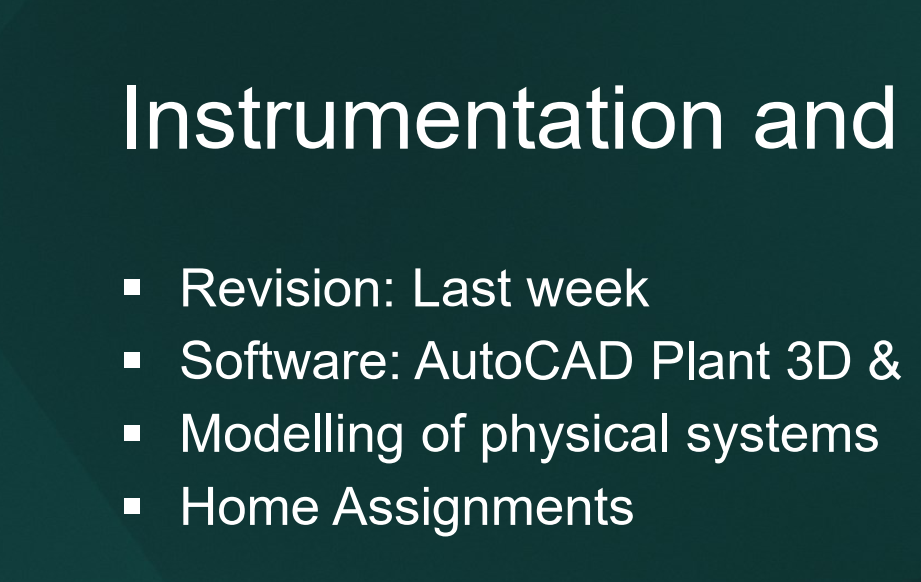 Instrumentation and
Revision: Last week
Software: AutoCAD Plant 3D &
Modelling of physical systems
Home Assignments